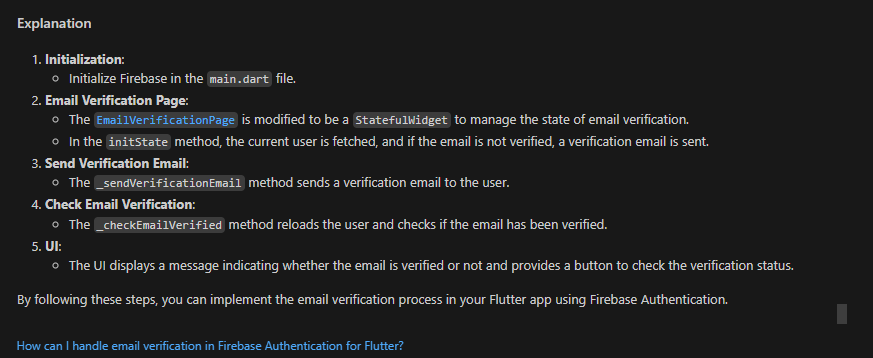 Explanation
1. Initialization:
Initialize Firebase in the main.dart file.
2. Email Verification Page:
The EmailVerificationPage is modified to be a StatefulWidget to manage the state of email verification.
In the initState method, the current user is fetched, and if the email is not verified, a verification email is sent.
3. Send Verification Email:
The _sendVerificationEmail method sends a verification email to the user.
4. Check Email Verification:
The _checkEmailVerified method reloads the user and checks if the email has been verified.
5. UI:
The UI displays a message indicating whether the email is verified or not and provides a button to check the verification status.
By following these steps, you can implement the email verification process in your Flutter app using Firebase Authentication.
How can I handle email verification in Firebase Authentication for Flutter?